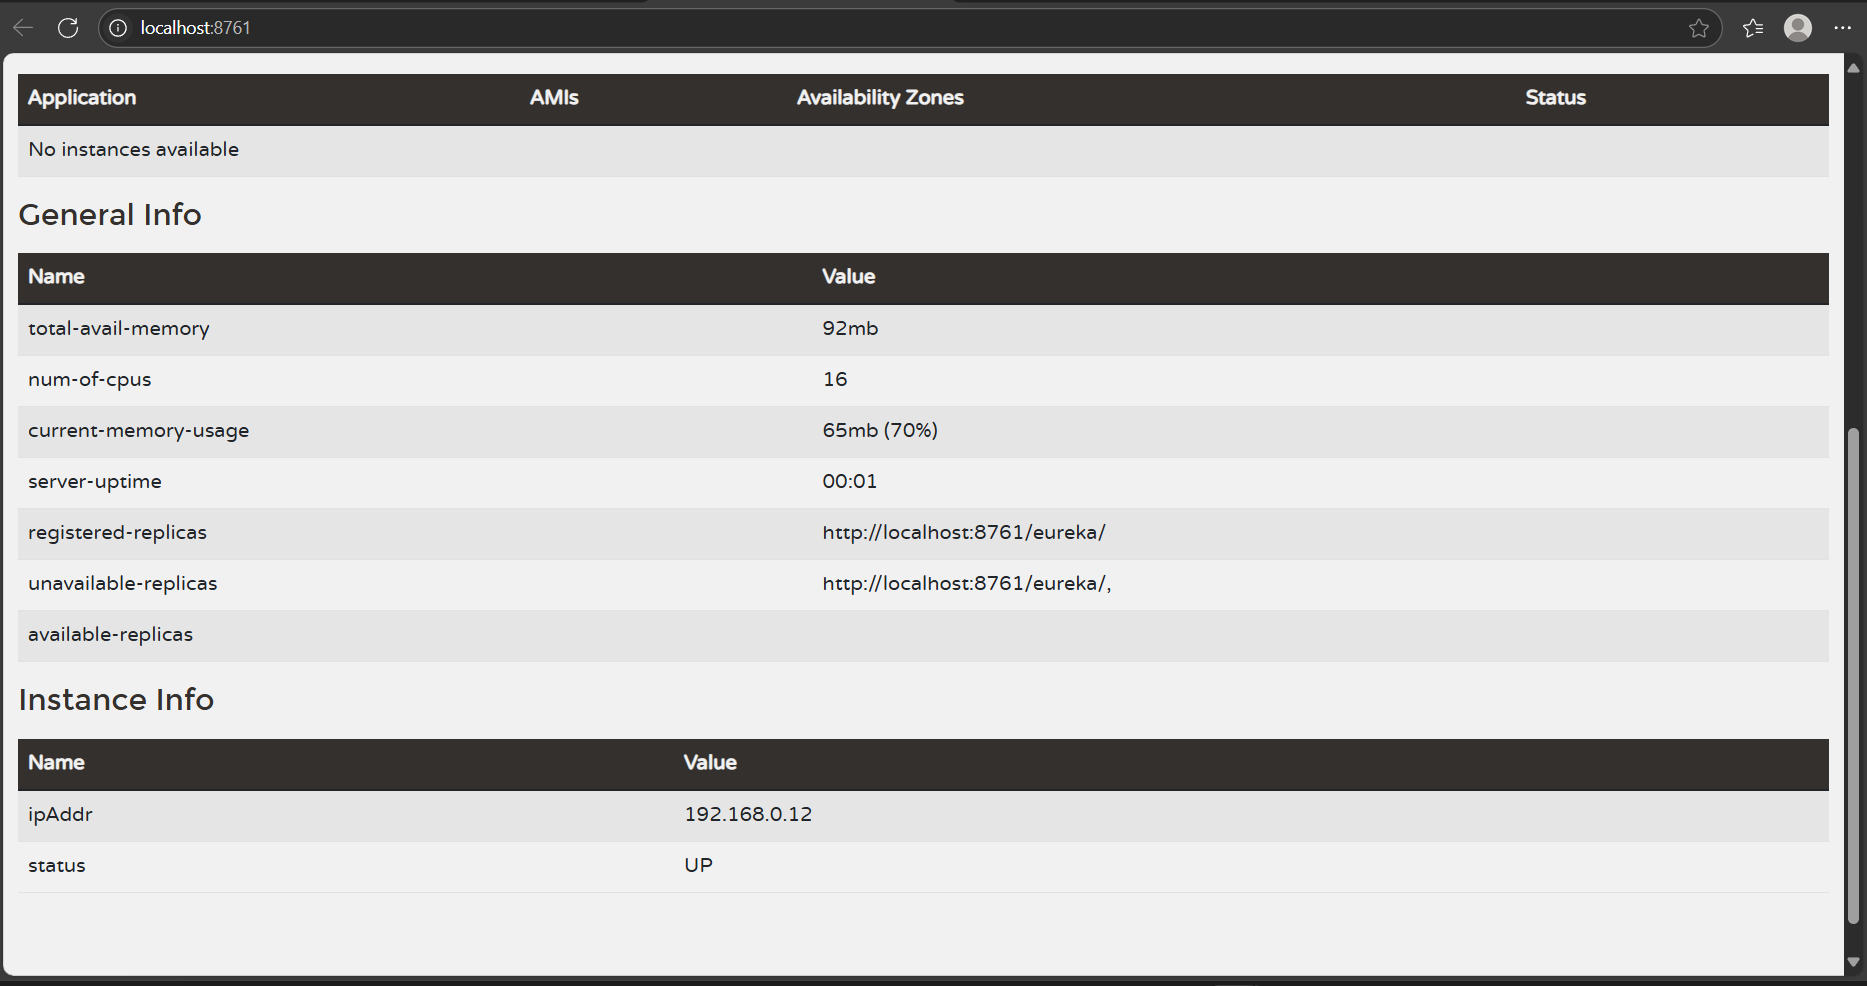 localhost:8761
Application AMIs Availability Zones Status
No instances available
General Info
Name Value
total-avail-memory 92mb
num-of-cpus 16
current-memory-usage 65mb (70%)
server-uptime 00:01
registered-replicas http://localhost:8761/eureka/
unavailable-replicas http://localhost:8761/eureka/,
available-replicas
Instance Info
Name Value
ipAddr 192.168.0.12
status UP